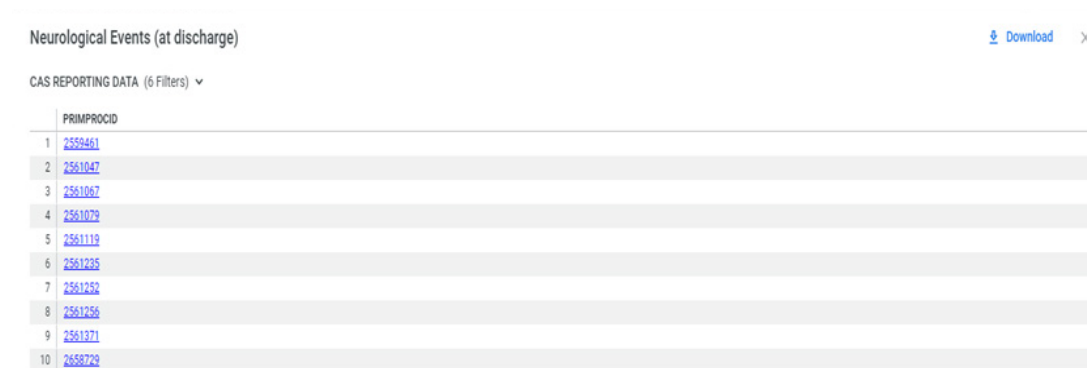 Neurological Events (at discharge)
Download
CAS REPORTING DATA (6 Filters)
PRIMPROCID
1 2559461
2 2561047
3 2561067
4 2561079
5 2561119
6 2561235
7 2561252
8 2561256
9 2561371
10 2658729